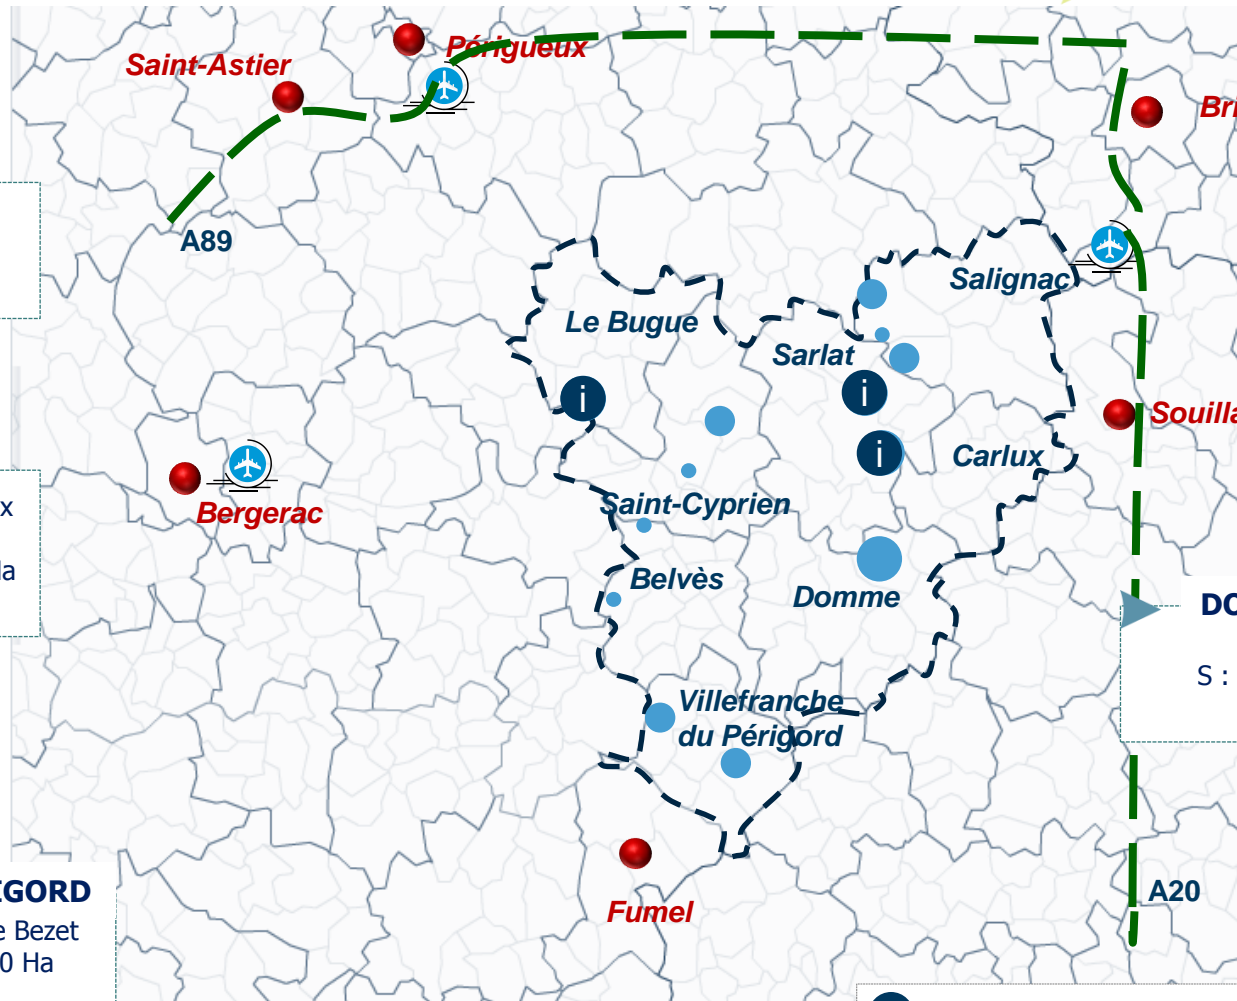 Périgueux
Saint-Astier
Bri
A89
Salignac
Le Bugue
Sarlat
i
i
Souilla
Carlux
i
Bergerac
Saint-Cyprien
x
la
Belvès
Domme
DO
S :
Villefranche
du Périgord
Fumel
A20
EGORD
e Bezet
0 Ha